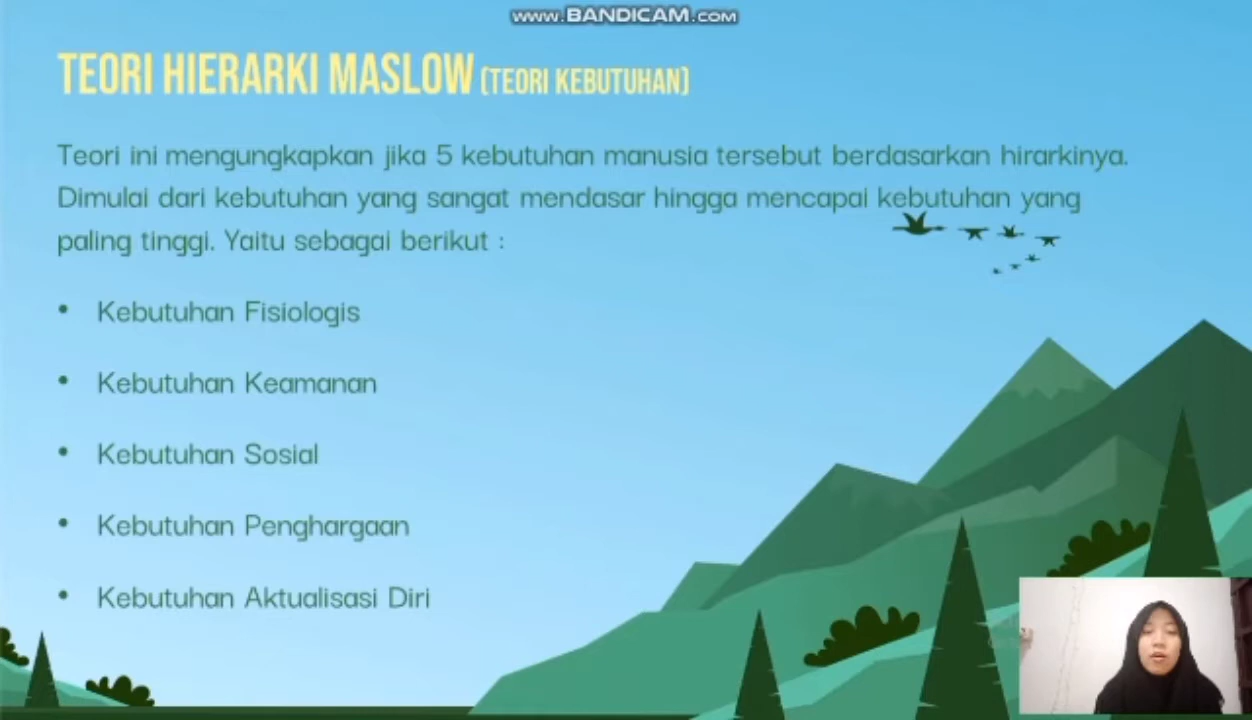 www.BANDICAM.com
TEORI HIERARKI MASLOW (TEORI KEBUTUHAN)
Teori ini mengungkapkan jika 5 kebutuhan manusia tersebut berdasarkan hirarkinya.
Dimulai dari kebutuhan yang sangat mendasar hingga mencapai kebutuhan yang
paling tinggi. Yaitu sebagai berikut :
• Kebutuhan Fisiologis
• Kebutuhan Keamanan
• Kebutuhan Sosial
• Kebutuhan Penghargaan
• Kebutuhan Aktualisasi Diri